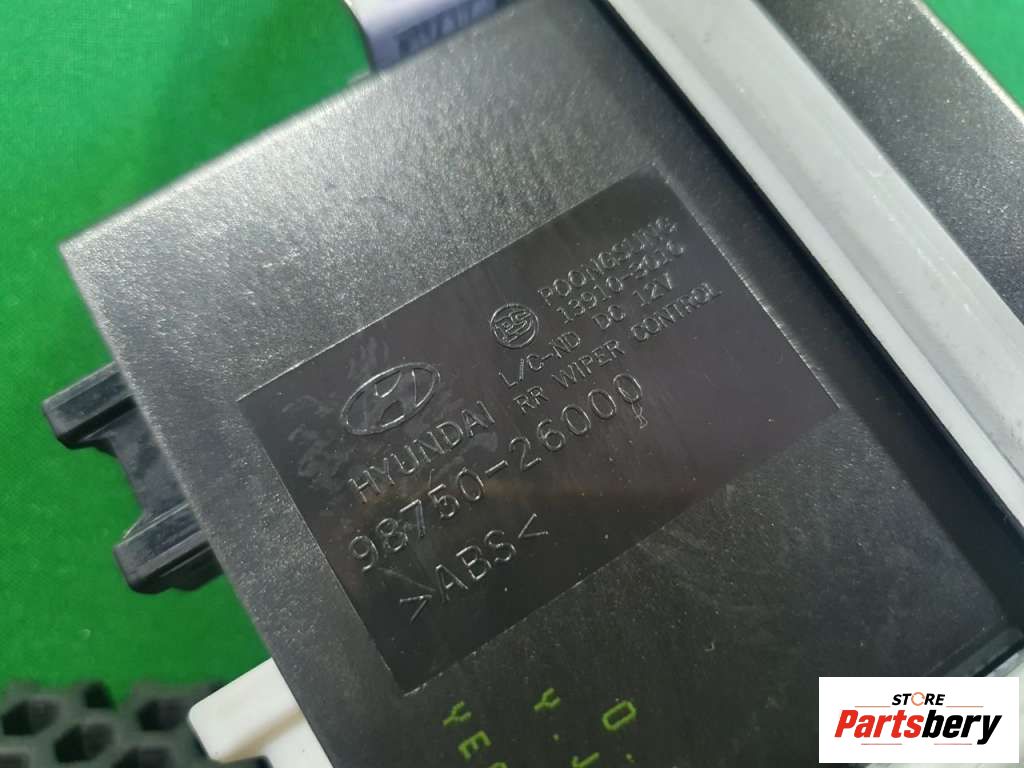 POONGSUNG
L/C-ND DC 12V
RR WIPER CONTROL
HYUNDAI
98750-26000
>ABS<
STORE
Partsbery